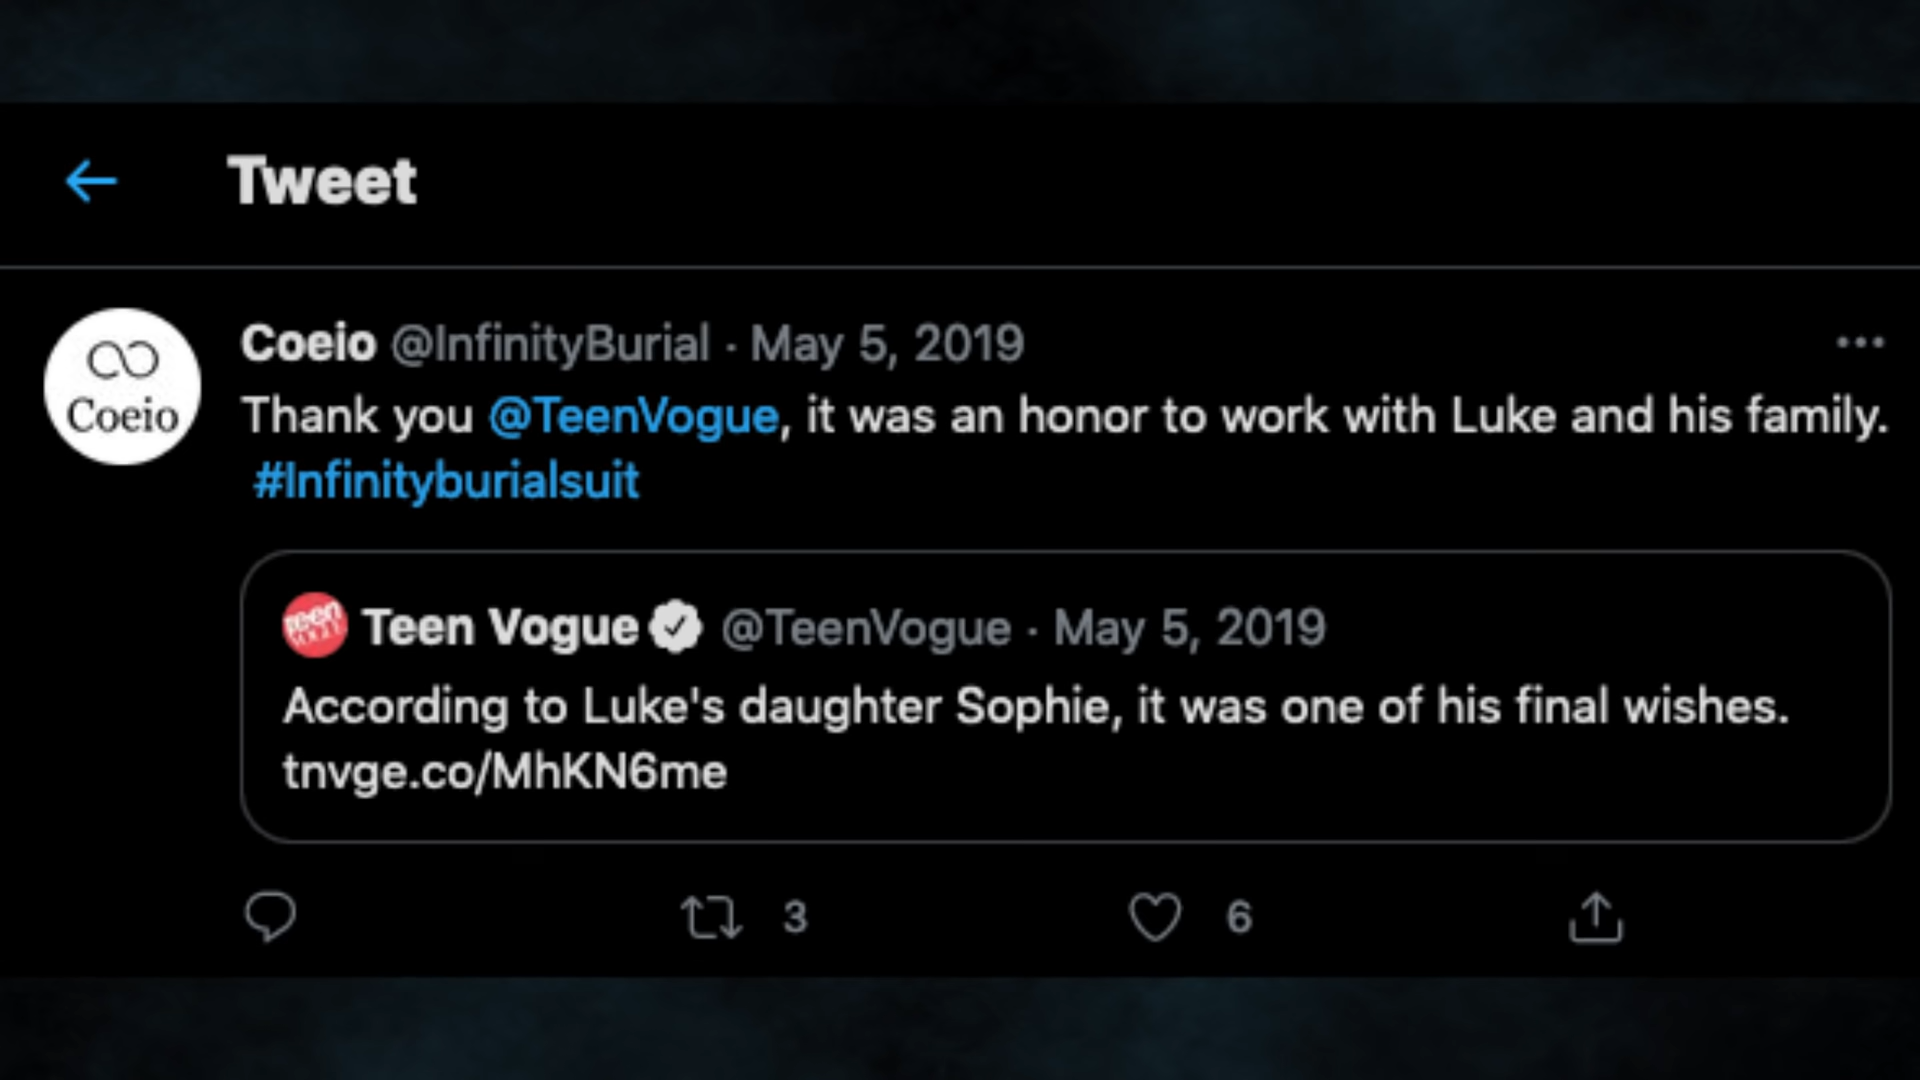 Tweet
Coeio @InfinityBurial · May 5, 2019
Coeio
Thank you @TeenVogue, it was an honor to work with Luke and his family.
#Infinityburialsuit
teen
VOGUE
Teen Vogue @TeenVogue · May 5, 2019
According to Luke's daughter Sophie, it was one of his final wishes.
tnvge.co/MhKN6me
3
6